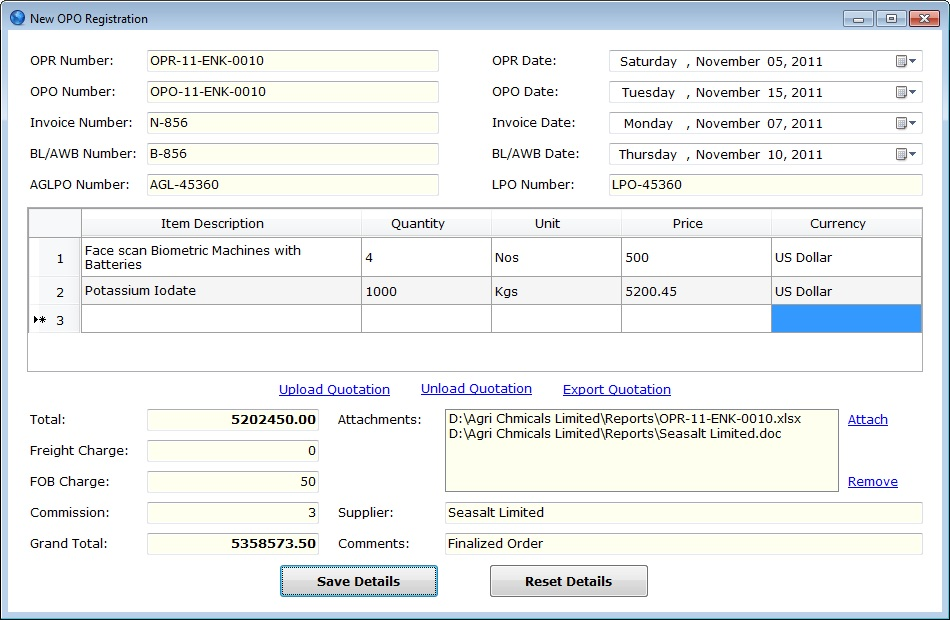 New OPO Registration
OPR Number: OPR-11-ENK-0010 OPR Date: Saturday , November 05, 2011
OPO Number: OPO-11-ENK-0010 OPO Date: Tuesday , November 15, 2011
Invoice Number: N-856 Invoice Date: Monday , November 07, 2011
BL/AWB Number: B-856 BL/AWB Date: Thursday , November 10, 2011
AGLPO Number: AGL-45360 LPO Number: LPO-45360
Item Description Quantity Unit Price Currency
1 Face scan Biometric Machines with
Batteries 4 Nos 500 US Dollar
2 Potassium Iodate 1000 Kgs 5200.45 US Dollar
3
Upload Quotation Unload Quotation Export Quotation
Total: 5202450.00 Attachments: D:\Agri Chmicals Limited\Reports\OPR-11-ENK-0010.xlsx Attach
D:\Agri Chmicals Limited\Reports\Seasalt Limited.doc
Freight Charge: 0
FOB Charge: 50 Remove
Commission: 3 Supplier: Seasalt Limited
Grand Total: 5358573.50 Comments: Finalized Order
Save Details Reset Details